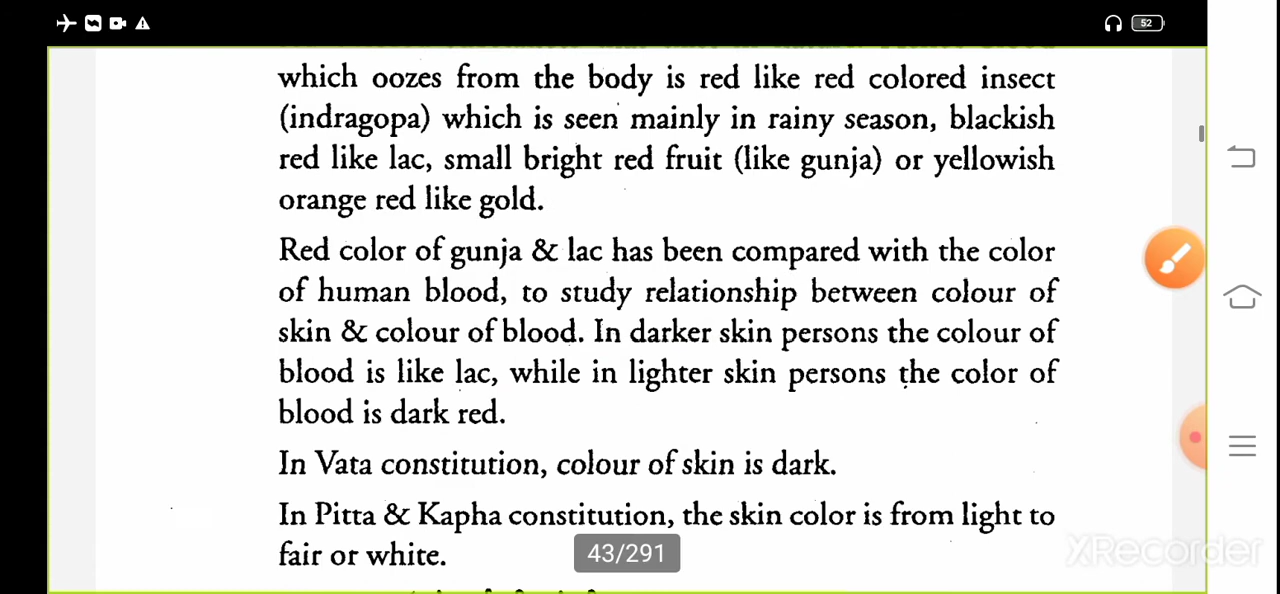 52
which oozes from the body is red like red colored insect
(indragopa) which is seen mainly in rainy season, blackish
red like lac, small bright red fruit (like gunja) or yellowish
orange red like gold.
Red color of gunja & lac has been compared with the color
of human blood, to study relationship between colour of
skin & colour of blood. In darker skin persons the colour of
blood is like lac, while in lighter skin persons the color of
blood is dark red.
In Vata constitution, colour of skin is dark.
In Pitta & Kapha constitution, the skin color is from light to
fair or white.
43/291
XRecorder